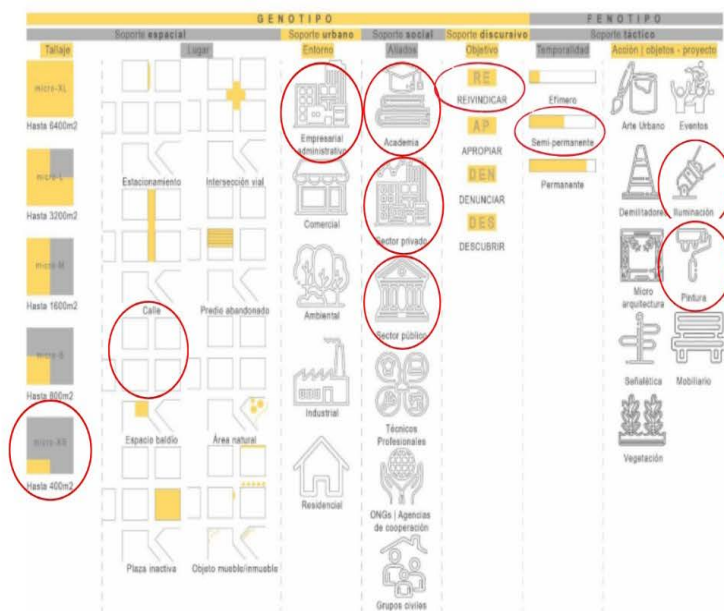 GENOTIPO
FENOTIPO
Soporte espacial
Soporte urbano
Soporte social
Soporte discursivo
Soporte táctico
Tallaje
Lugar
Entorno
Aliados
Objetivo
Temporalidad
Acción | objetos - proyecto
micro-XL
Hasta 6400m2
micro-L
Hasta 3200m2
micro-M
Hasta 1600m2
micro-S
Hasta 800m2
micro-XS
Hasta 400m2
Estacionamiento
Intersección vial
Calle
Predio abandonado
Espacio baldío
Área natural
Plaza inactiva
Objeto mueble/inmueble
Empresarial
administrativo
Comercial
Ambiental
Industrial
Residencial
Academia
Sector privado
Sector público
Técnicos
Profesionales
ONGs | Agencias
de cooperación
Grupos civiles
RE
REIVINDICAR
AP
APROPIAR
DEN
DENUNCIAR
DES
DESCUBRIR
Efímero
Semi-permanente
Permanente
Arte Urbano
Eventos
Demilitadores
Iluminación
Micro
arquitectura
Pintura
Señalética
Mobiliario
Vegetación